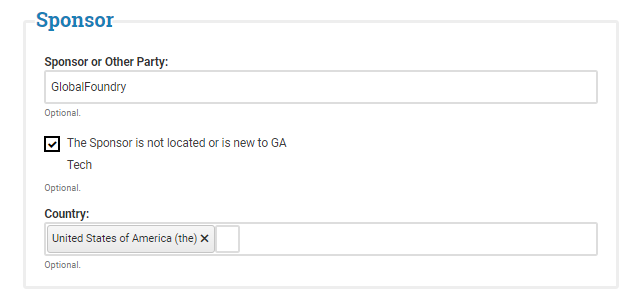 Sponsor
Sponsor or Other Party:
GlobalFoundry
Optional.
The Sponsor is not located or is new to GA
Tech
Optional.
Country:
United States of America (the) ×
Optional.